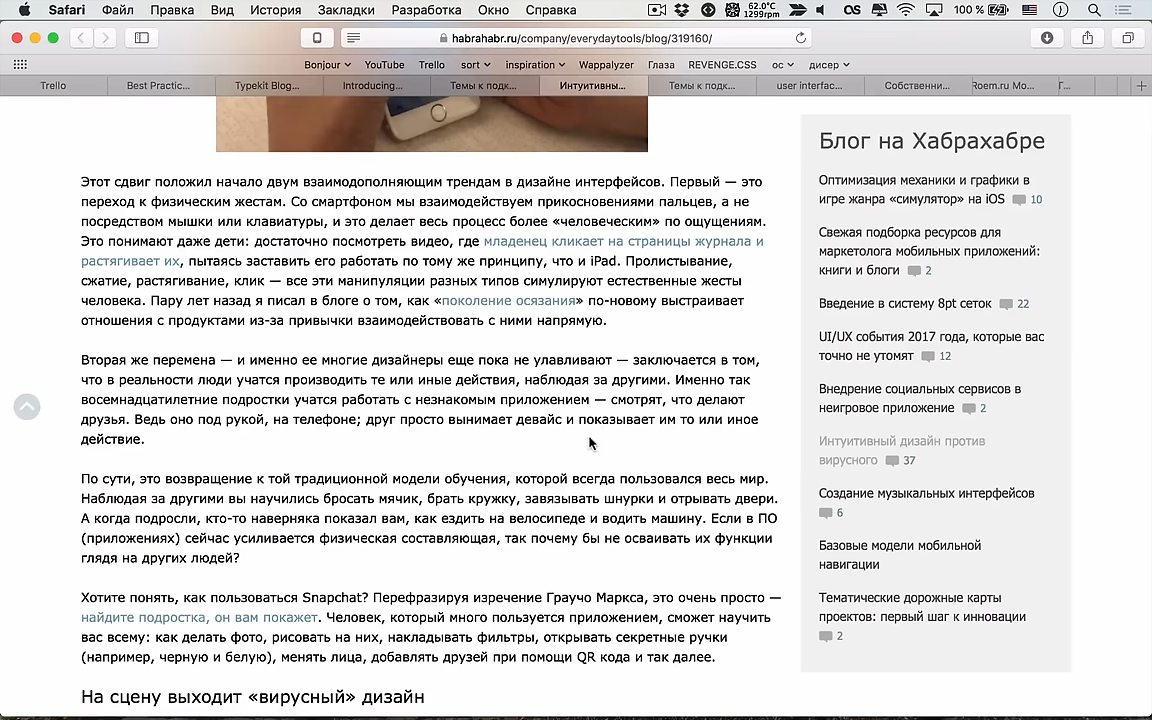 Safari Файл Правка Вид История Закладки Разработка Окно Справка 62.0°C 1299rpm OS 100 %
habrahabr.ru/company/everydaytools/blog/319160/
Bonjour YouTube Trello sort inspiration Wappalyzer Глаза REVENGE.CSS ос дисер
Trello Best Practic... Typekit Blog... Introducing... Темы к подк... Интуитивны... Темы к подк... user interfac... Собственни... Roem.ru Mo... Г...
Этот сдвиг положил начало двум взаимодополняющим трендам в дизайне интерфейсов. Первый — это
переход к физическим жестам. Со смартфоном мы взаимодействуем прикосновениями пальцев, а не
посредством мышки или клавиатуры, и это делает весь процесс более «человеческим» по ощущениям.
Это понимают даже дети: достаточно посмотреть видео, где младенец кликает на страницы журнала и
растягивает их, пытаясь заставить его работать по тому же принципу, что и iPad. Пролистывание,
сжатие, растягивание, клик — все эти манипуляции разных типов симулируют естественные жесты
человека. Пару лет назад я писал в блоге о том, как «поколение осязания» по-новому выстраивает
отношения с продуктами из-за привычки взаимодействовать с ними напрямую.
Вторая же перемена — и именно ее многие дизайнеры еще пока не улавливают — заключается в том,
что в реальности люди учатся производить те или иные действия, наблюдая за другими. Именно так
восемнадцатилетние подростки учатся работать с незнакомым приложением — смотрят, что делают
друзья. Ведь оно под рукой, на телефоне; друг просто вынимает девайс и показывает им то или иное
действие.
По сути, это возвращение к той традиционной модели обучения, которой всегда пользовался весь мир.
Наблюдая за другими вы научились бросать мячик, брать кружку, завязывать шнурки и отрывать двери.
А когда подросли, кто-то наверняка показал вам, как ездить на велосипеде и водить машину. Если в ПО
(приложениях) сейчас усиливается физическая составляющая, так почему бы не осваивать их функции
глядя на других людей?
Хотите понять, как пользоваться Snapchat? Перефразируя изречение Граучо Маркса, это очень просто —
найдите подростка, он вам покажет. Человек, который много пользуется приложением, сможет научить
вас всему: как делать фото, рисовать на них, накладывать фильтры, открывать секретные ручки
(например, черную и белую), менять лица, добавлять друзей при помощи QR кода и так далее.
На сцену выходит «вирусный» дизайн
Блог на Хабрахабре
Оптимизация механики и графики в
игре жанра «симулятор» на iOS 10
Свежая подборка ресурсов для
маркетолога мобильных приложений:
книги и блоги 2
Введение в систему 8pt сеток 22
UI/UX события 2017 года, которые вас
точно не утомят 12
Внедрение социальных сервисов в
неигровое приложение 2
Интуитивный дизайн против
вирусного 37
Создание музыкальных интерфейсов
6
Базовые модели мобильной
навигации
Тематические дорожные карты
проектов: первый шаг к инновации
2